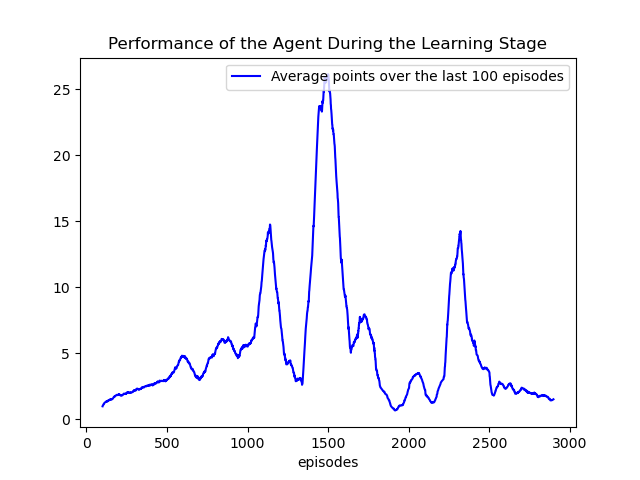 Performance of the Agent During the Learning Stage
Average points over the last 100 episodes
25
20
15
10
5
0
0 500 1000 1500 2000 2500 3000
episodes